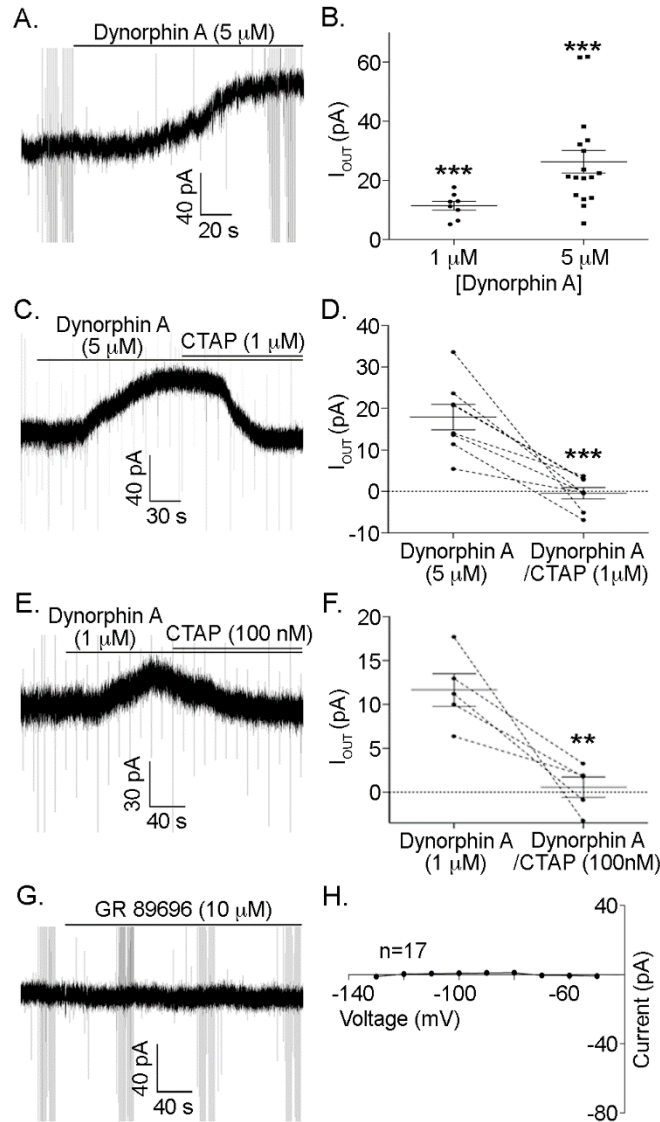 A.
Dynorphin A (5 μM)
40 pA
20 s
B.
I_OUT (pA)
60
40
20
0
***
***
1 μM
5 μM
[Dynorphin A]
C.
Dynorphin A
(5 μM)
CTAP (1 μM)
40 pA
30 s
D.
I_OUT (pA)
40
30
20
10
0
-10
***
Dynorphin A
(5 μM)
Dynorphin A
/CTAP (1μM)
E.
Dynorphin A
(1 μM)
CTAP (100 nM)
30 pA
40 s
F.
I_OUT (pA)
20
15
10
5
0
**
Dynorphin A
(1 μM)
Dynorphin A
/CTAP (100nM)
G.
GR 89696 (10 μM)
40 pA
40 s
H.
n=17
40
0
-40
-80
Current (pA)
-140
-100
-60
Voltage (mV)